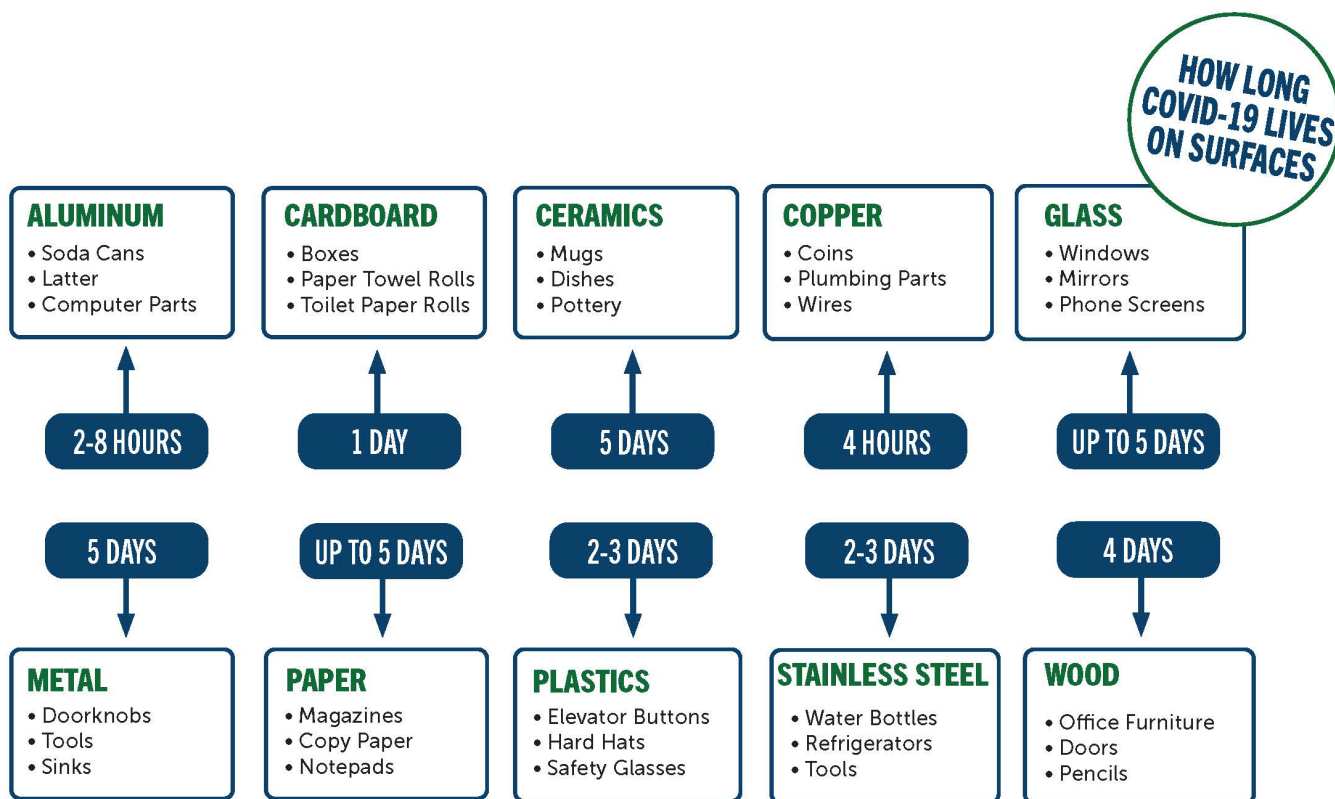 HOW LONG
COVID-19 LIVES
ON SURFACES
ALUMINUM
• Soda Cans
• Latter
• Computer Parts
2-8 HOURS
CARDBOARD
• Boxes
• Paper Towel Rolls
• Toilet Paper Rolls
1 DAY
CERAMICS
• Mugs
• Dishes
• Pottery
5 DAYS
COPPER
• Coins
• Plumbing Parts
• Wires
4 HOURS
GLASS
• Windows
• Mirrors
• Phone Screens
UP TO 5 DAYS
5 DAYS
METAL
• Doorknobs
• Tools
• Sinks
UP TO 5 DAYS
PAPER
• Magazines
• Copy Paper
• Notepads
2-3 DAYS
PLASTICS
• Elevator Buttons
• Hard Hats
• Safety Glasses
2-3 DAYS
STAINLESS STEEL
• Water Bottles
• Refrigerators
• Tools
4 DAYS
WOOD
• Office Furniture
• Doors
• Pencils